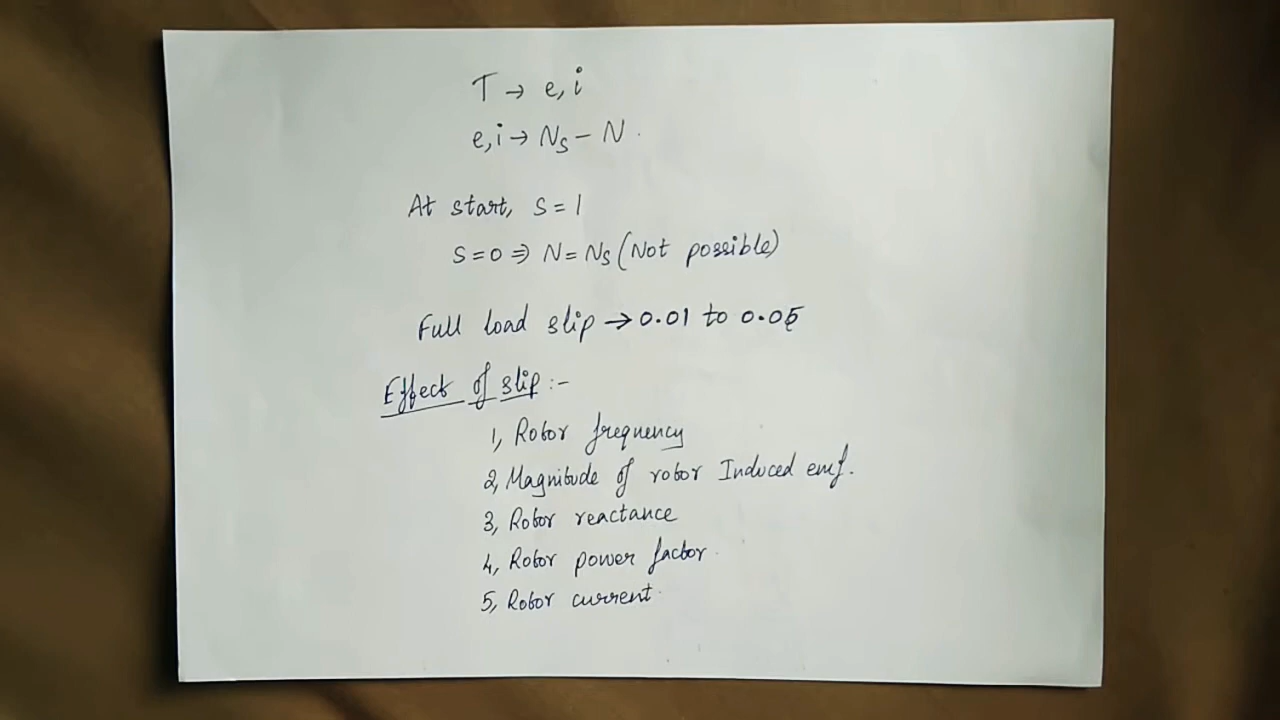 T → e, i
e, i → Ns - N.
At start, S = 1
S = 0 ⇒ N = Ns (Not possible)
Full load slip → 0.01 to 0.05
Effect of slip :-
1, Rotor frequency
2, Magnitude of rotor Induced emf.
3, Rotor reactance
4, Rotor power factor.
5, Rotor current.